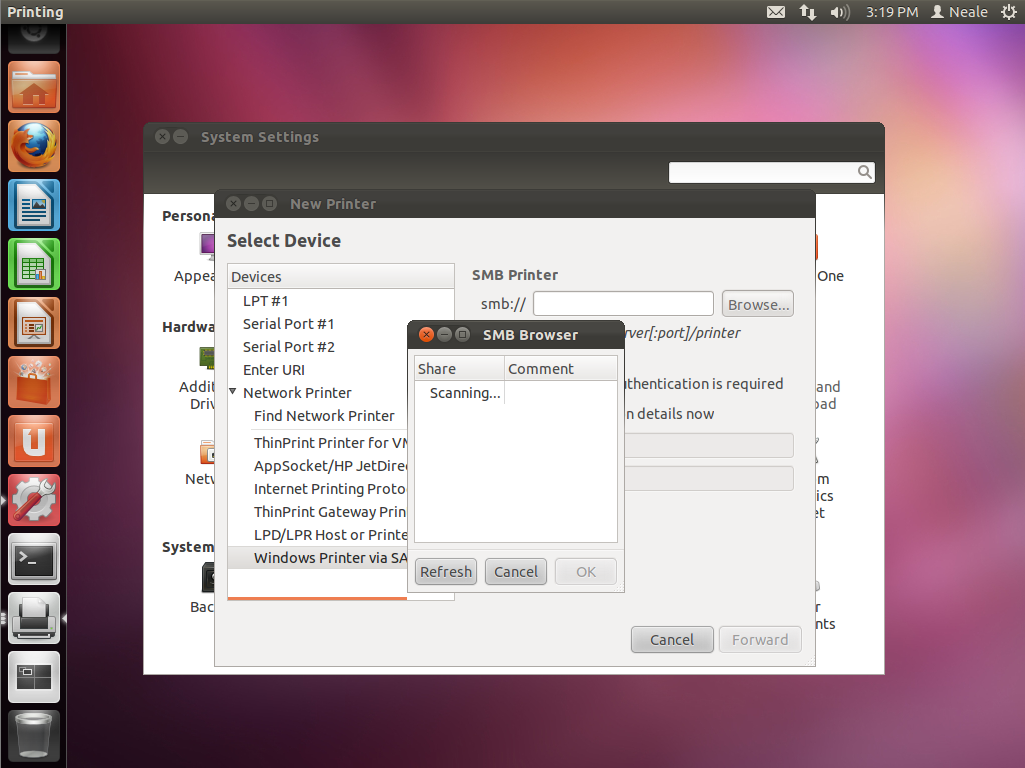 Printing
3:19 PM Neale
System Settings
New Printer
Select Device
Devices
LPT #1
Serial Port #1
Serial Port #2
Enter URI
Network Printer
Find Network Printer
ThinPrint Printer for VM
AppSocket/HP JetDirec
Internet Printing Proto
ThinPrint Gateway Prin
LPD/LPR Host or Printe
Windows Printer via SA
SMB Printer
smb://
Browse...
rver[:port]/printer
uthentication is required
n details now
SMB Browser
Share Comment
Scanning...
Refresh Cancel OK
Cancel Forward
Persona
Appea
One
Hardwa
Addit
Driv
and
oad
Netw
m
ics
et
System
Bac
r
nts